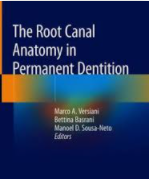 The Root Canal
Anatomy in
Permanent Dentition
Marco A. Versiani
Bettina Basrani
Manoel D. Sousa-Neto
Editors